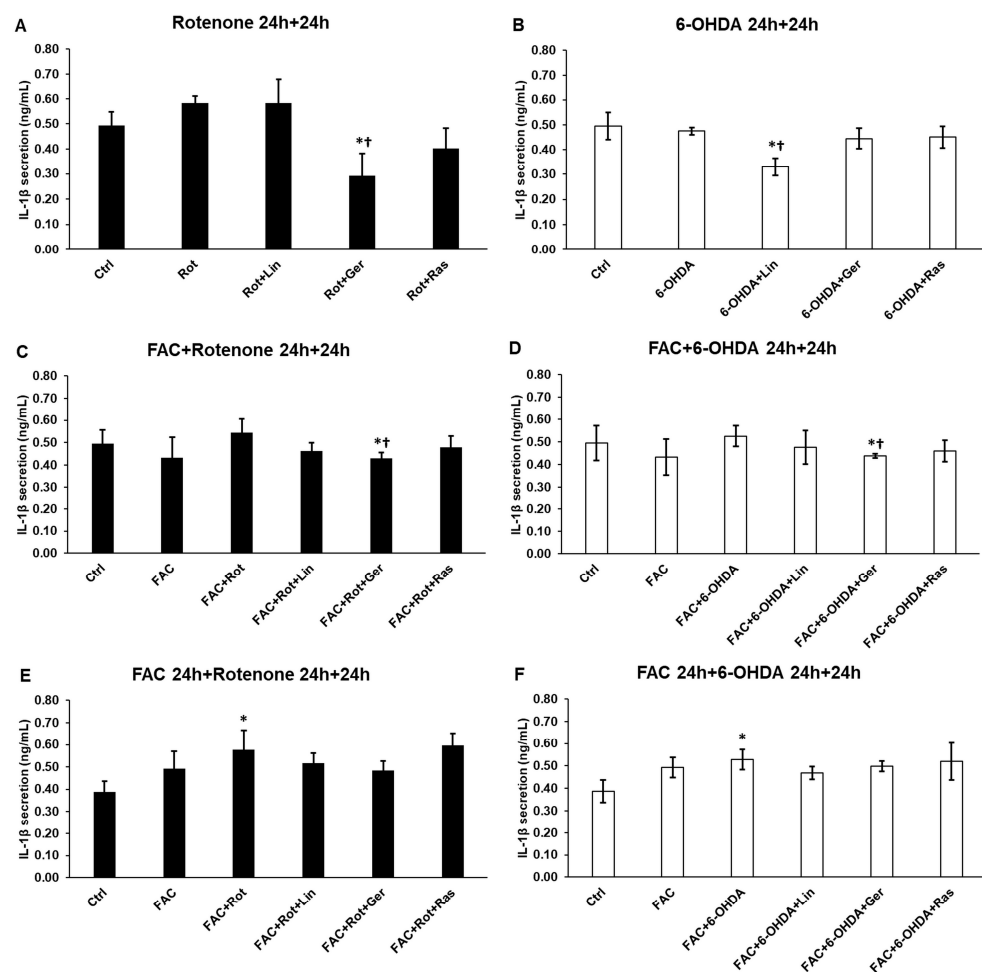 A
Rotenone 24h+24h
IL-1β secretion (ng/mL)
0.80
0.70
0.60
0.50
0.40
0.30
0.20
0.10
0.00
*†
Ctrl
Rot
Rot+Lin
Rot+Ger
Rot+Ras
B
6-OHDA 24h+24h
IL-1β secretion (ng/mL)
0.80
0.70
0.60
0.50
0.40
0.30
0.20
0.10
0.00
*†
Ctrl
6-OHDA
6-OHDA+Lin
6-OHDA+Ger
6-OHDA+Ras
C
FAC+Rotenone 24h+24h
IL-1β secretion (ng/mL)
0.80
0.70
0.60
0.50
0.40
0.30
0.20
0.10
0.00
*†
Ctrl
FAC
FAC+Rot
FAC+Rot+Lin
FAC+Rot+Ger
FAC+Rot+Ras
D
FAC+6-OHDA 24h+24h
IL-1β secretion (ng/mL)
0.80
0.70
0.60
0.50
0.40
0.30
0.20
0.10
0.00
*†
Ctrl
FAC
FAC+6-OHDA
FAC+6-OHDA+Lin
FAC+6-OHDA+Ger
FAC+6-OHDA+Ras
E
FAC 24h+Rotenone 24h+24h
IL-1β secretion (ng/mL)
0.80
0.70
0.60
0.50
0.40
0.30
0.20
0.10
0.00
*
Ctrl
FAC
FAC+Rot
FAC+Rot+Lin
FAC+Rot+Ger
FAC+Rot+Ras
F
FAC 24h+6-OHDA 24h+24h
IL-1β secretion (ng/mL)
0.80
0.70
0.60
0.50
0.40
0.30
0.20
0.10
0.00
*
Ctrl
FAC
FAC+6-OHDA
FAC+6-OHDA+Lin
FAC+6-OHDA+Ger
FAC+6-OHDA+Ras